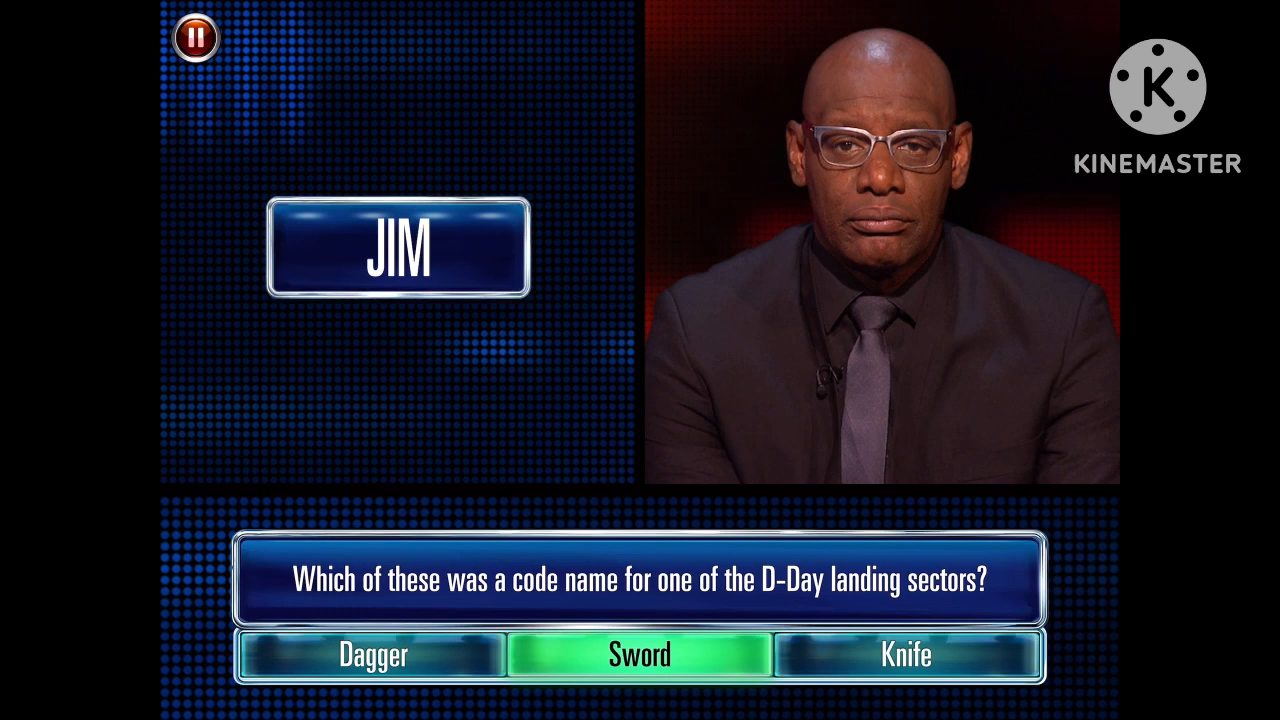 KINEMASTER
JIM
Which of these was a code name for one of the D-Day landing sectors?
Dagger
Sword
Knife